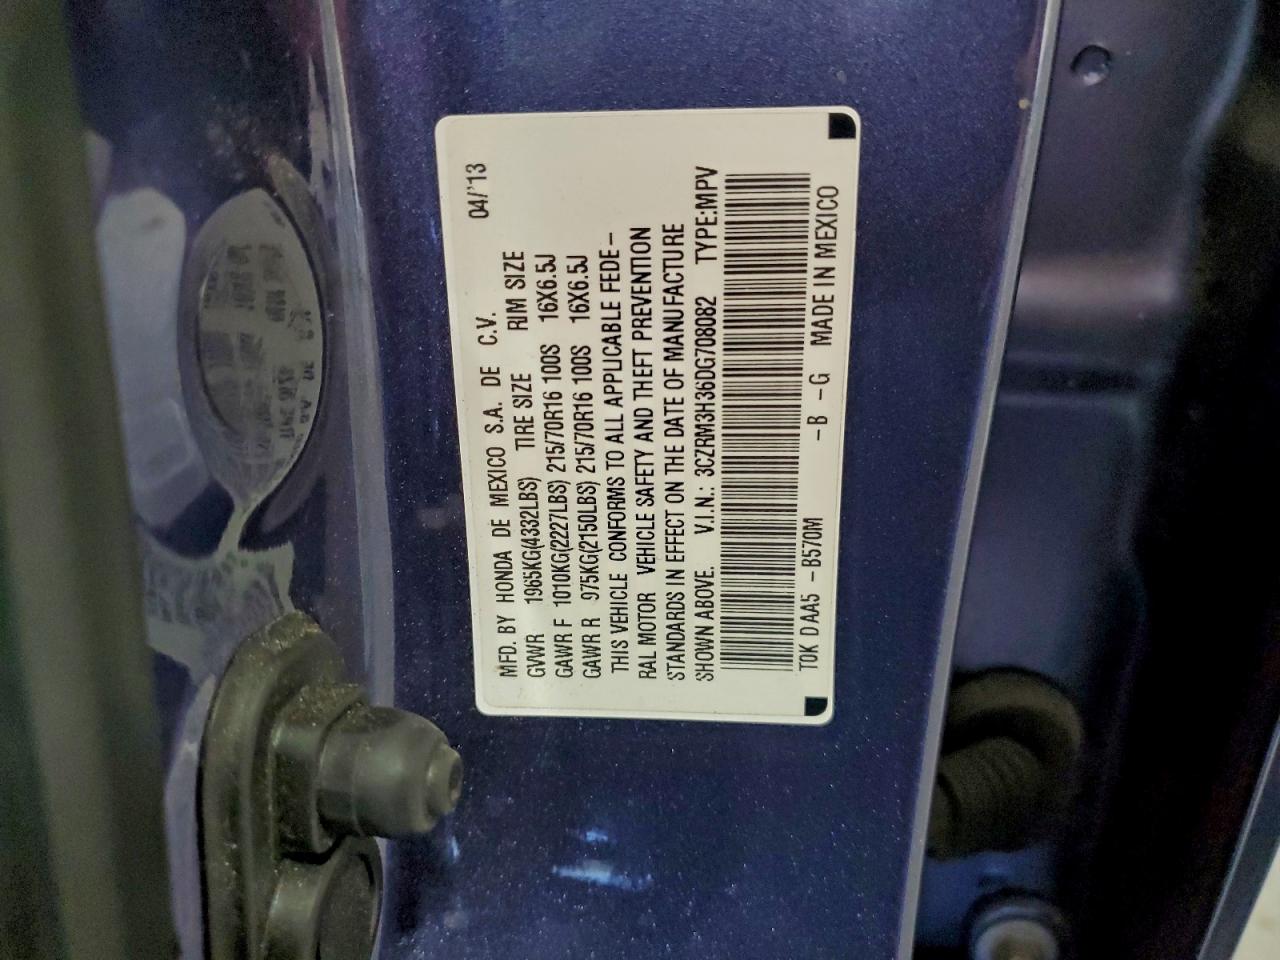 04/'13
MFD. BY HONDA DE MEXICO S.A. DE C.V.
GVWR 1965KG(4332LBS) TIRE SIZE RIM SIZE
GAWR F 1010KG(2227LBS) 215/70R16 100S 16X6.5J
GAWR R 975KG(2150LBS) 215/70R16 100S 16X6.5J
THIS VEHICLE CONFORMS TO ALL APPLICABLE FEDE-
RAL MOTOR VEHICLE SAFETY AND THEFT PREVENTION
STANDARDS IN EFFECT ON THE DATE OF MANUFACTURE
SHOWN ABOVE. V.I.N.: 3CZRM3H36DG708082 TYPE:MPV
T0K D AA5 -B570M -B -G MADE IN MEXICO